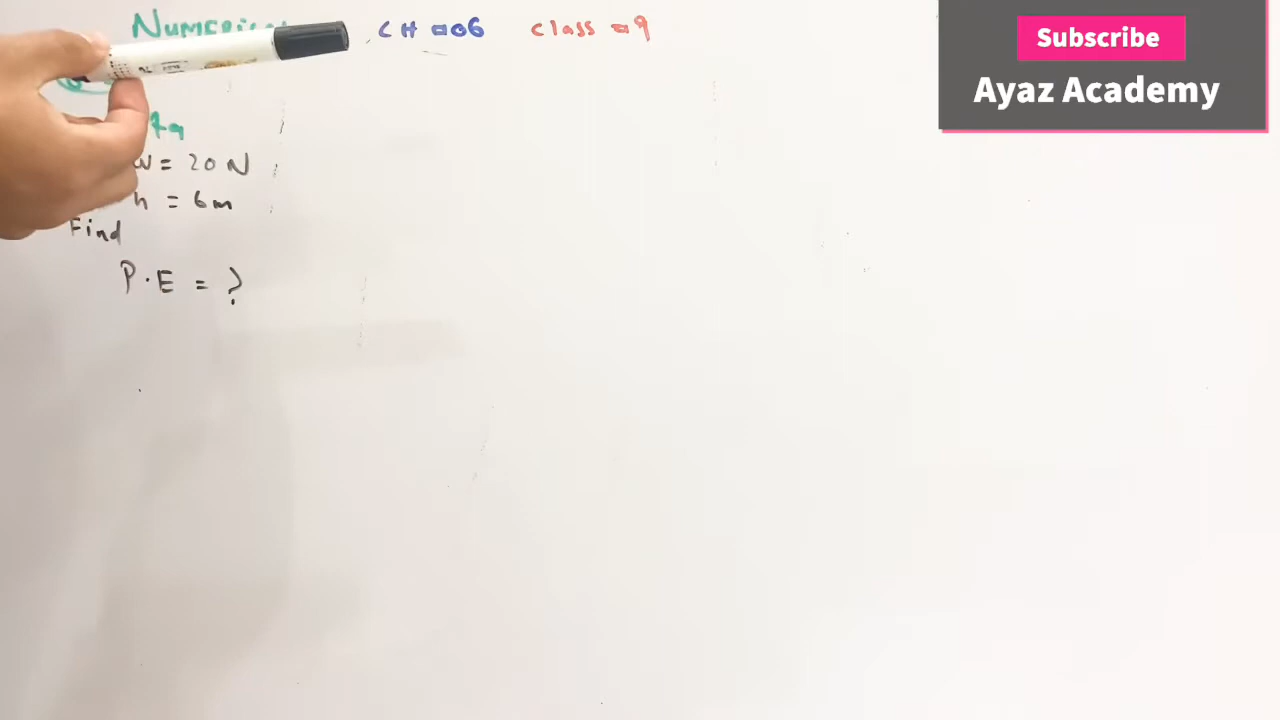 CH = 06 class = 9
Subscribe
Ayaz Academy
w = 20 N
h = 6m
Find
P.E = ?